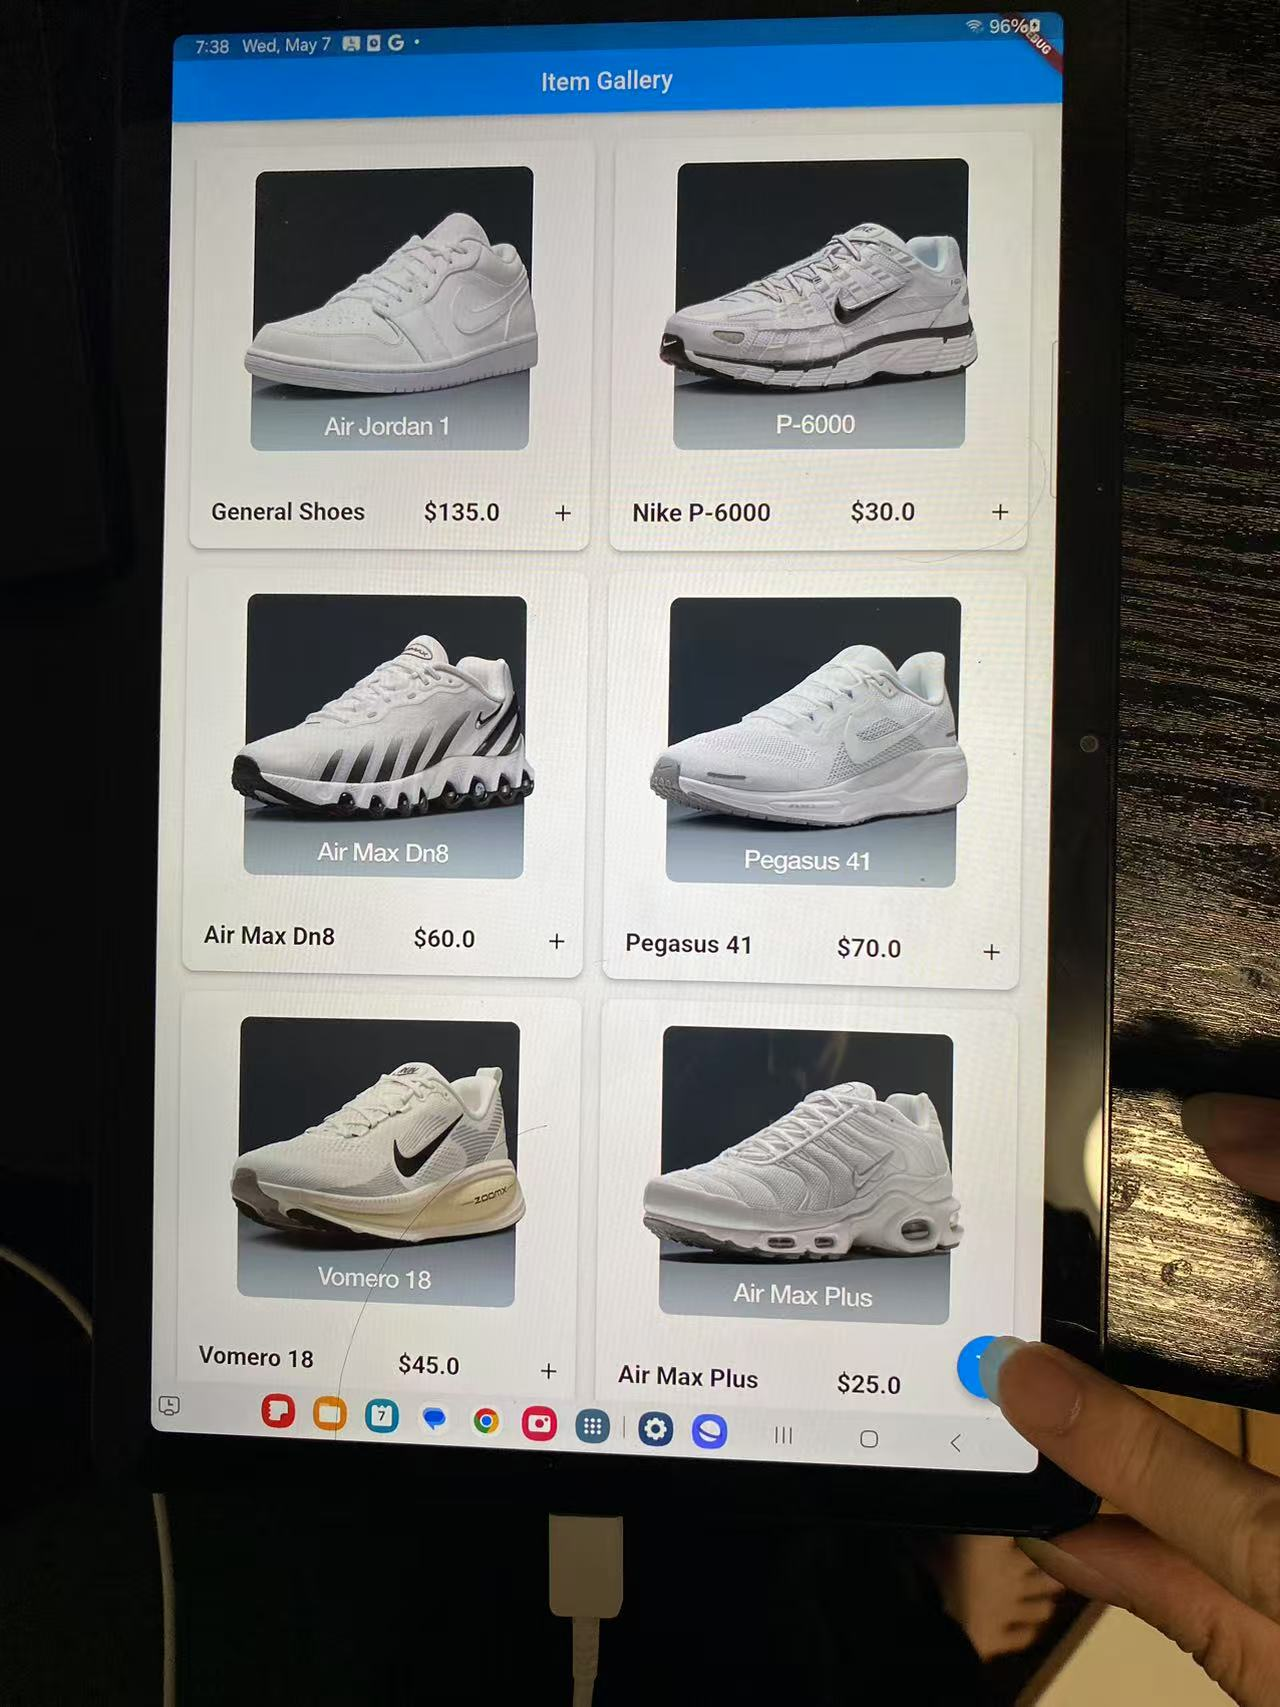 7:38 Wed, May 7
96%
Item Gallery
Air Jordan 1
P-6000
General Shoes $135.0 +
Nike P-6000 $30.0 +
Air Max Dn8
Pegasus 41
Air Max Dn8 $60.0 +
Pegasus 41 $70.0 +
ZOOMX
Vomero 18
Air Max Plus
Vomero 18 $45.0 +
Air Max Plus $25.0
7